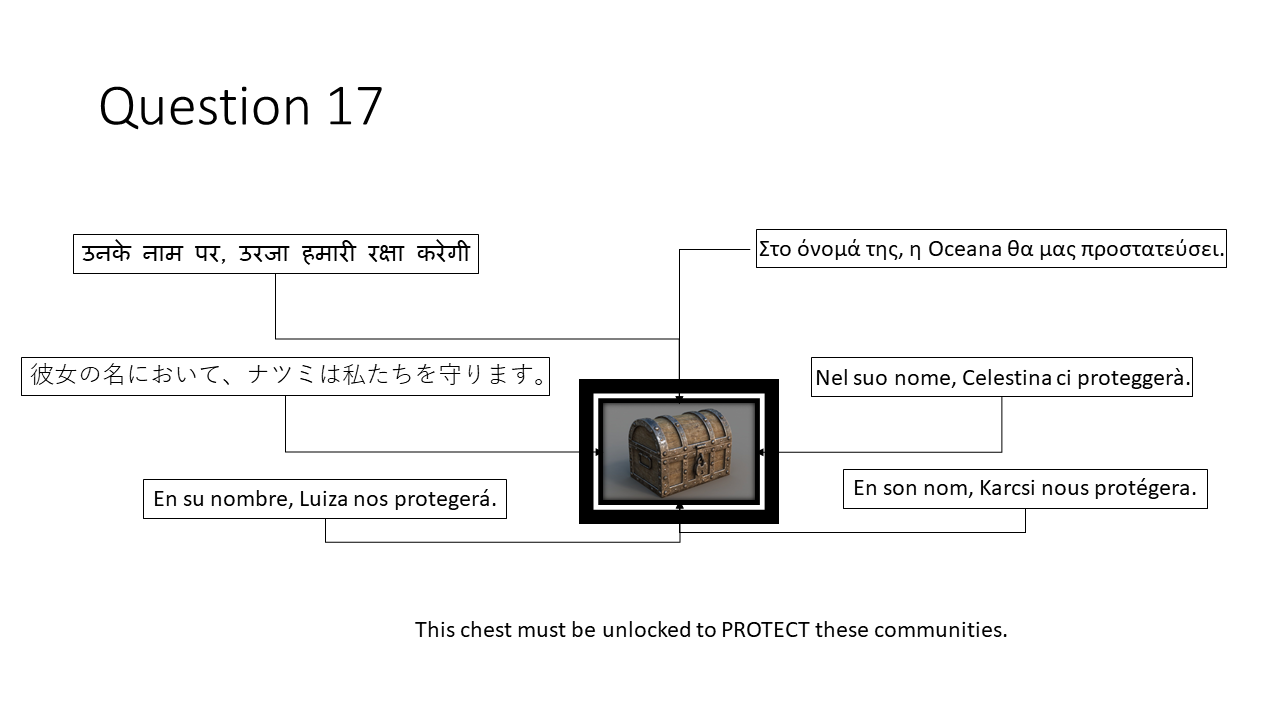 Question 17
उनके नाम पर, उरजा हमारी रक्षा करेगी
Στο όνομά της, η Oceana θα μας προστατεύσει.
彼女の名において、ナツミは私たちを守ります。
Nel suo nome, Celestina ci proteggerà.
En su nombre, Luiza nos protegerá.
En son nom, Karcsi nous protégera.
This chest must be unlocked to PROTECT these communities.